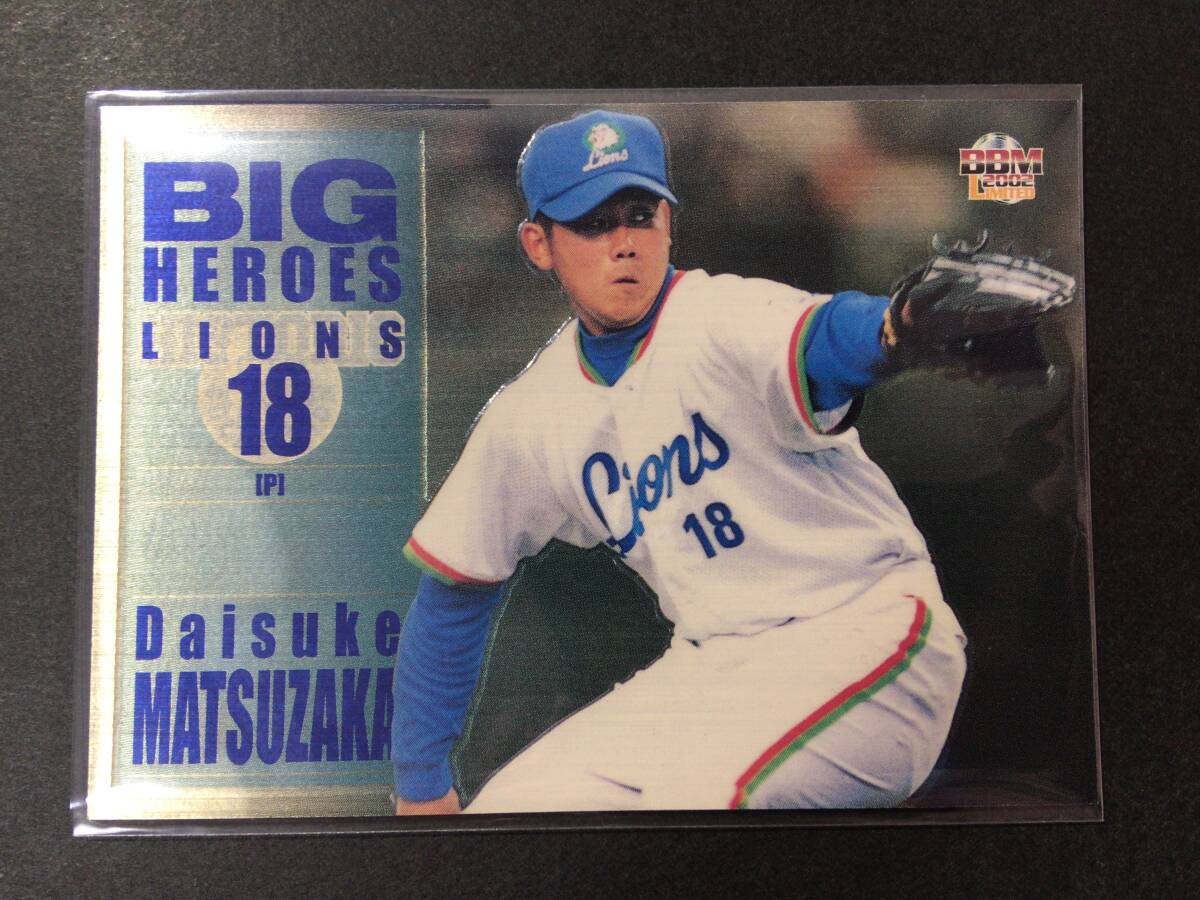 BIG
HEROES
LIONS
18
[P]
Daisuke
MATSUZAKA
Lions
Lions
18
BBM
2002
LIMITED